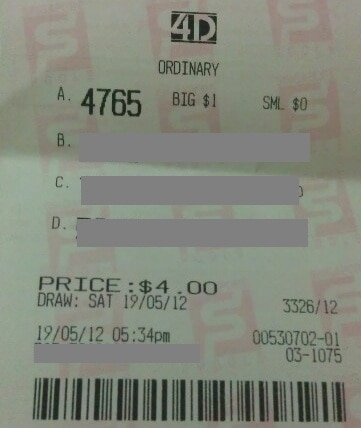 4D
ORDINARY
A. 4765 BIG $1 SML $0
B.
C.
D.
PRICE:$4.00
DRAW: SAT 19/05/12 3326/12
19/05/12 05:34pm 00530702-01
03-1075